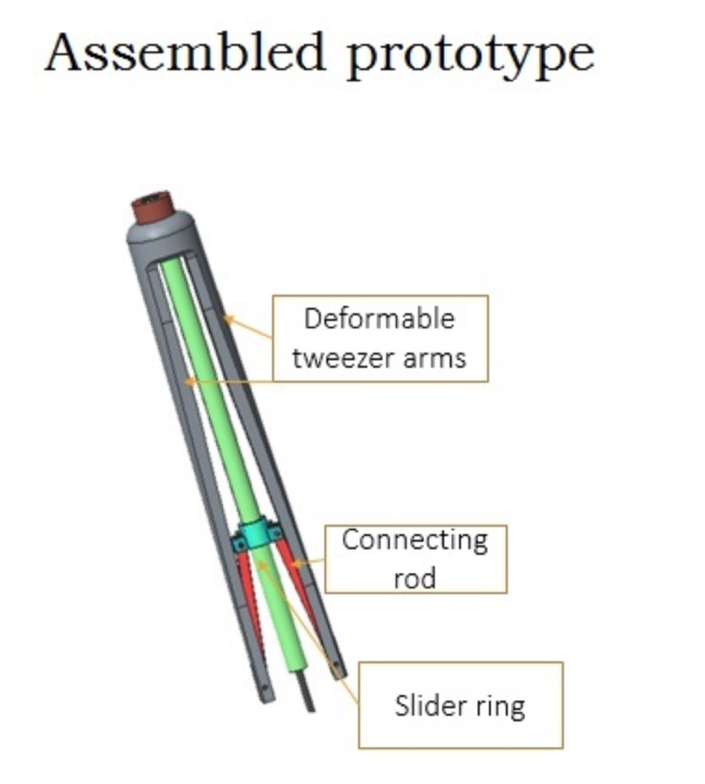 Assembled prototype
Deformable
tweezer arms
Connecting
rod
Slider ring